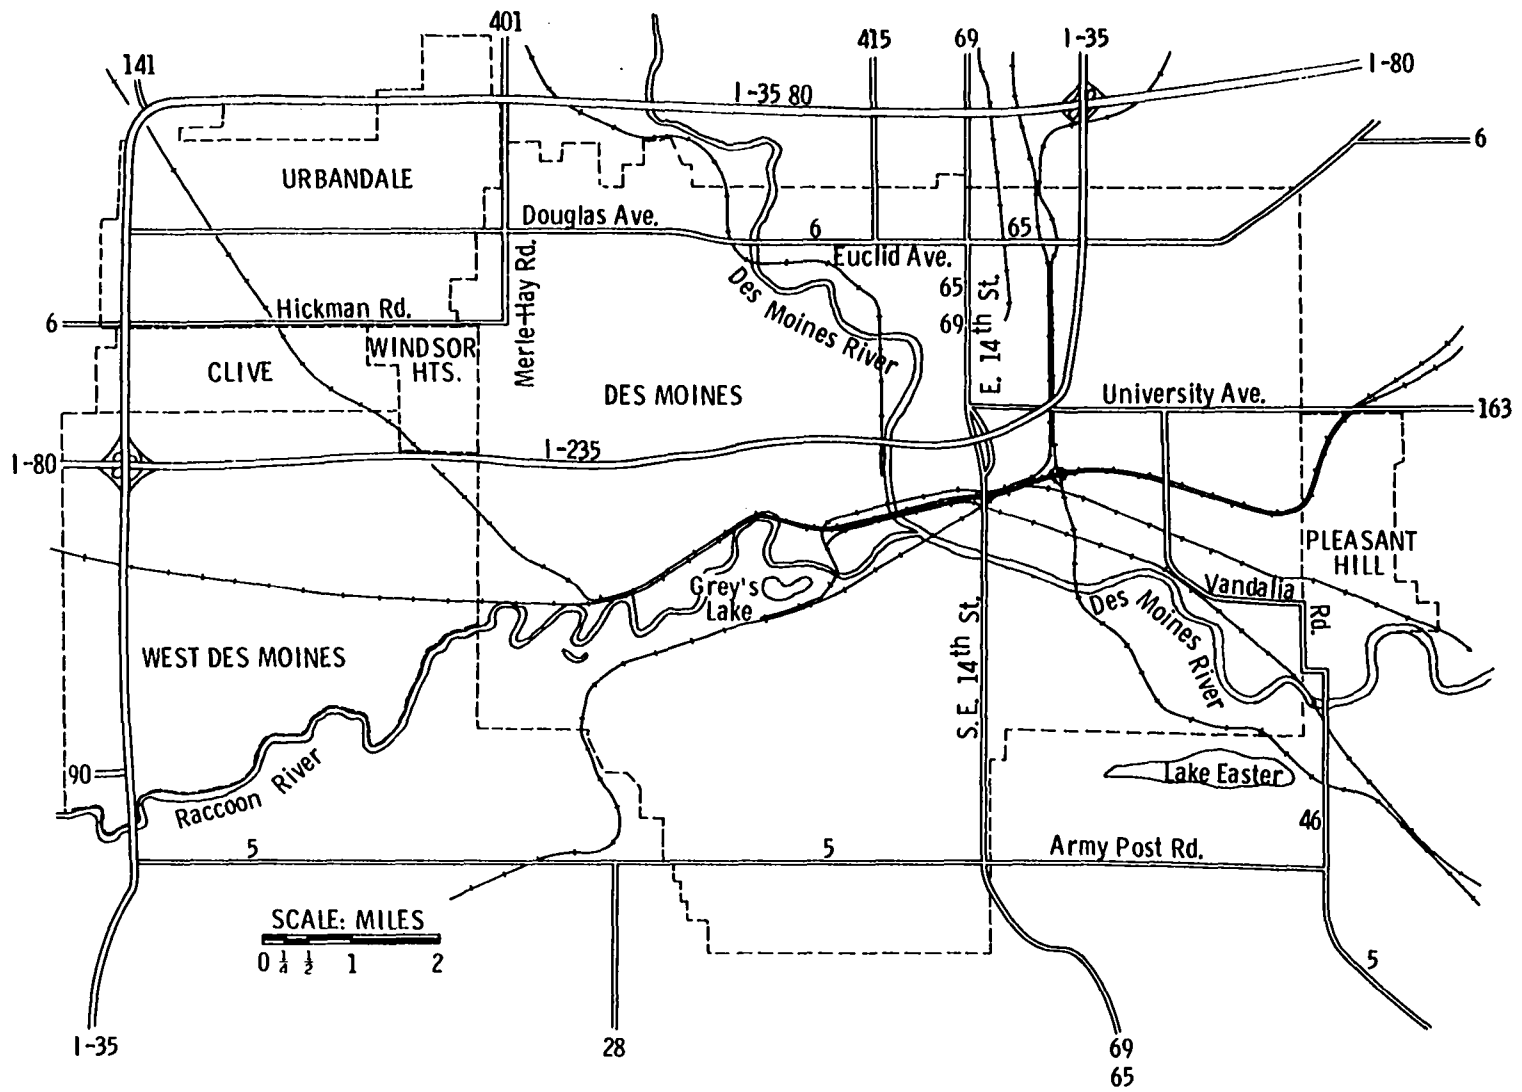 401
415
69
I-35
141
I-80
I-35 80
6
URBANDALE
Douglas Ave.
6
65
Euclid Ave.
Merle-Hay Rd.
Des Moines River
65
69
E. 14th St.
Hickman Rd.
6
WINDSOR
HTS.
CLIVE
DES MOINES
University Ave.
163
I-235
I-80
PLEASANT
HILL
Grey's
Lake
Vandalia
Rd.
Des Moines River
S.E. 14th St.
WEST DES MOINES
90
Raccoon River
Lake Easter
46
5
5
Army Post Rd.
SCALE: MILES
0 ¼ ½ 1 2
5
I-35
28
69
65